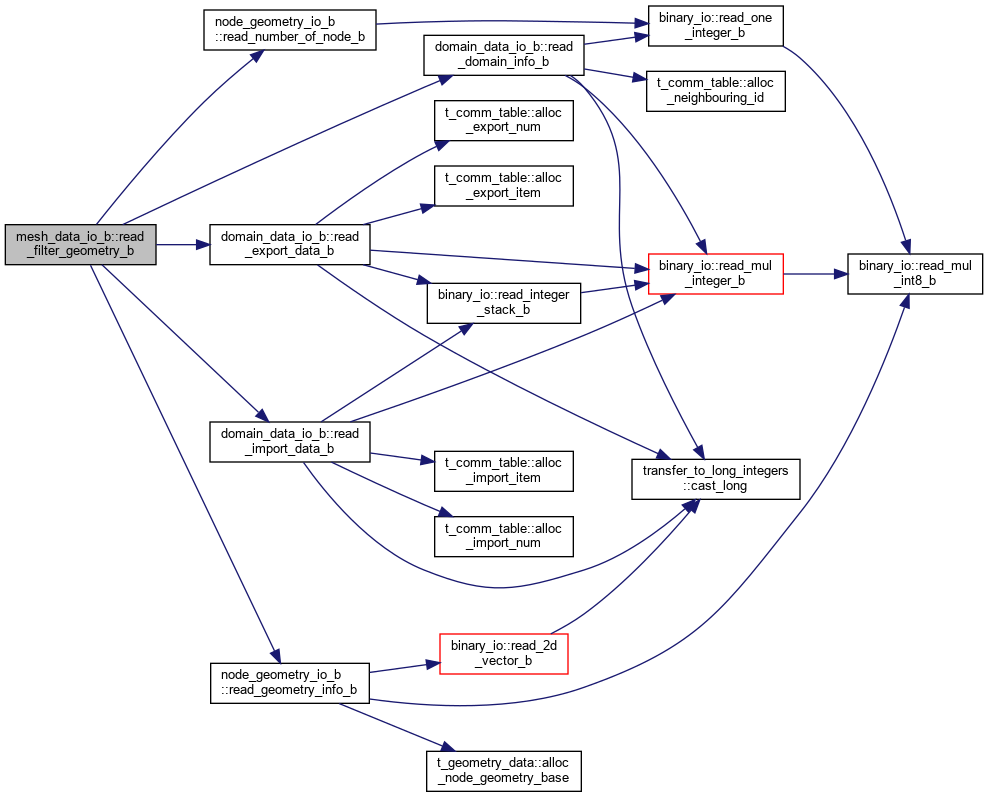 node_geometry_io_b
::read_number_of_node_b
binary_io::read_one
_integer_b
domain_data_io_b::read
_domain_info_b
t_comm_table::alloc
_neighbouring_id
t_comm_table::alloc
_export_num
t_comm_table::alloc
_export_item
mesh_data_io_b::read
_filter_geometry_b
domain_data_io_b::read
_export_data_b
binary_io::read_mul
_integer_b
binary_io::read_mul
_int8_b
binary_io::read_integer
_stack_b
domain_data_io_b::read
_import_data_b
t_comm_table::alloc
_import_item
transfer_to_long_integers
::cast_long
t_comm_table::alloc
_import_num
binary_io::read_2d
_vector_b
node_geometry_io_b
::read_geometry_info_b
t_geometry_data::alloc
_node_geometry_base